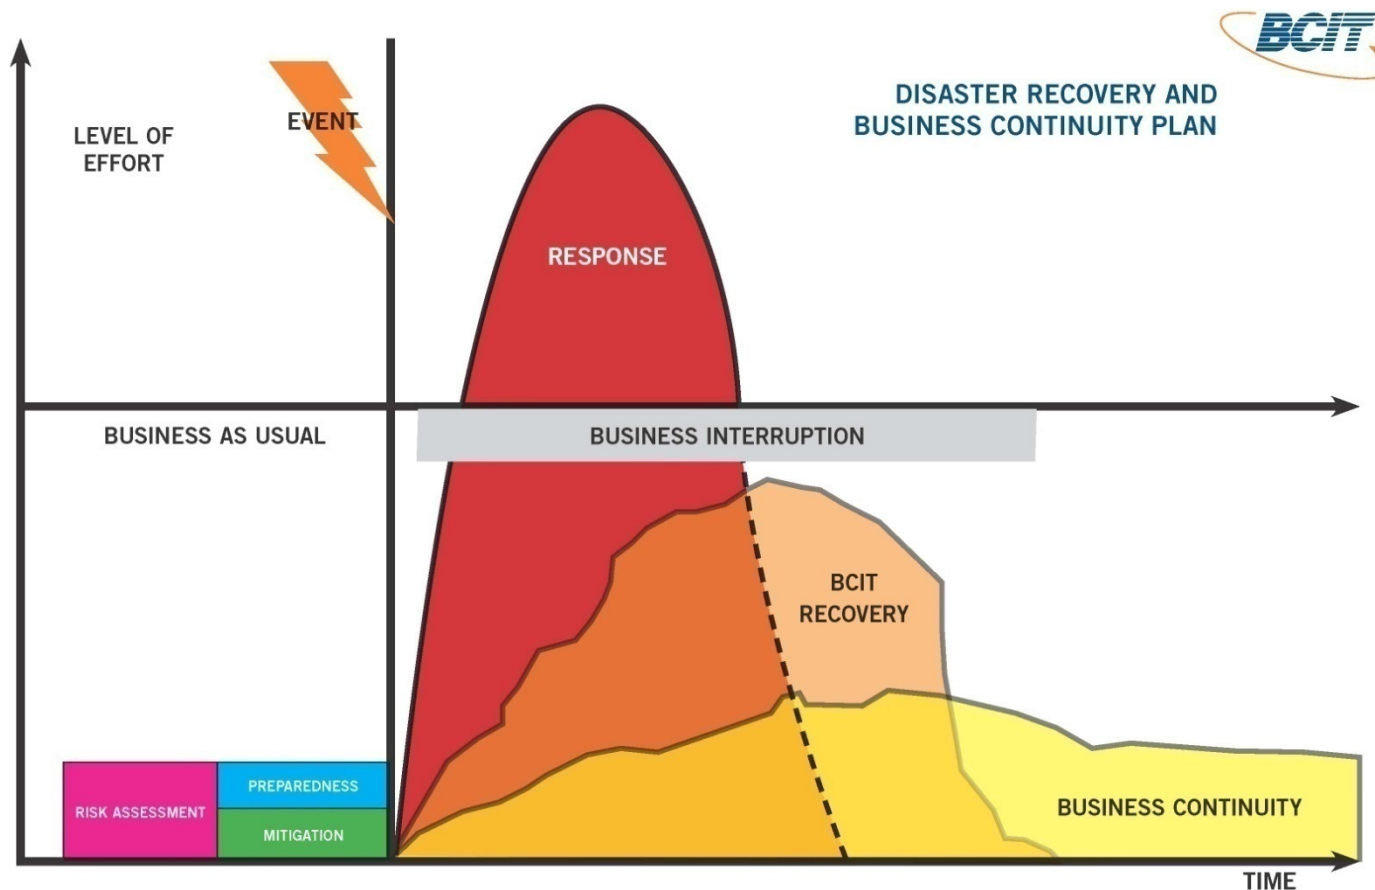 BCIT
DISASTER RECOVERY AND
BUSINESS CONTINUITY PLAN
LEVEL OF
EFFORT
EVENT
RESPONSE
BUSINESS AS USUAL
BUSINESS INTERRUPTION
BCIT
RECOVERY
RISK ASSESSMENT
PREPAREDNESS
MITIGATION
BUSINESS CONTINUITY
TIME